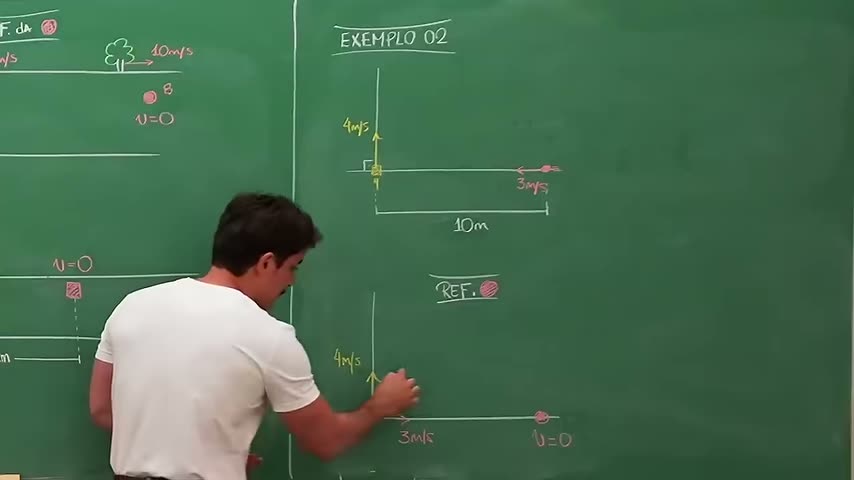 F. DA
m/s
10m/s
B
v=0
v=0
m
EXEMPLO 02
4m/s
3m/s
10m
REF.
4m/s
3m/s
v=0